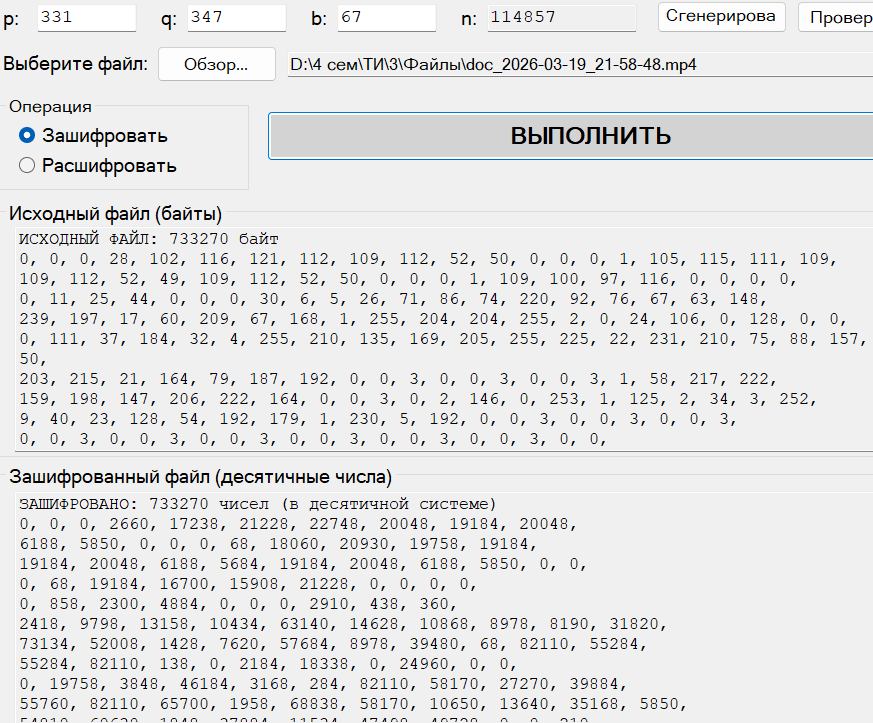 p: 331 q: 347 b: 67 n: 114857 Сгенерирова Провер
Выберите файл: Обзор... D:\4 сем\ТИ\3\Файлы\doc_2026-03-19_21-58-48.mp4
Операция
Зашифровать
ВЫПОЛНИТЬ
Расшифровать
Исходный файл (байты)
ИСХОДНЫЙ ФАЙЛ: 733270 байт
0, 0, 0, 28, 102, 116, 121, 112, 109, 112, 52, 50, 0, 0, 0, 1, 105, 115, 111, 109,
109, 112, 52, 49, 109, 112, 52, 50, 0, 0, 0, 1, 109, 100, 97, 116, 0, 0, 0, 0,
0, 11, 25, 44, 0, 0, 0, 30, 6, 5, 26, 71, 86, 74, 220, 92, 76, 67, 63, 148,
239, 197, 17, 60, 209, 67, 168, 1, 255, 204, 204, 255, 2, 0, 24, 106, 0, 128, 0, 0,
0, 111, 37, 184, 32, 4, 255, 210, 135, 169, 205, 255, 225, 22, 231, 210, 75, 88, 157,
50,
203, 215, 21, 164, 79, 187, 192, 0, 0, 3, 0, 0, 3, 0, 0, 3, 1, 58, 217, 222,
159, 198, 147, 206, 222, 164, 0, 0, 3, 0, 2, 146, 0, 253, 1, 125, 2, 34, 3, 252,
9, 40, 23, 128, 54, 192, 179, 1, 230, 5, 192, 0, 0, 3, 0, 0, 3, 0, 0, 3,
0, 0, 3, 0, 0, 3, 0, 0, 3, 0, 0, 3, 0, 0, 3, 0, 0, 3, 0, 0,
Зашифрованный файл (десятичные числа)
ЗАШИФРОВАНО: 733270 чисел (в десятичной системе)
0, 0, 0, 2660, 17238, 21228, 22748, 20048, 19184, 20048,
6188, 5850, 0, 0, 0, 68, 18060, 20930, 19758, 19184,
19184, 20048, 6188, 5684, 19184, 20048, 6188, 5850, 0, 0,
0, 68, 19184, 16700, 15908, 21228, 0, 0, 0, 0,
0, 858, 2300, 4884, 0, 0, 0, 2910, 438, 360,
2418, 9798, 13158, 10434, 63140, 14628, 10868, 8978, 8190, 31820,
73134, 52008, 1428, 7620, 57684, 8978, 39480, 68, 82110, 55284,
55284, 82110, 138, 0, 2184, 18338, 0, 24960, 0, 0,
0, 19758, 3848, 46184, 3168, 284, 82110, 58170, 27270, 39884,
55760, 82110, 65700, 1958, 68838, 58170, 10650, 13640, 35168, 5850,